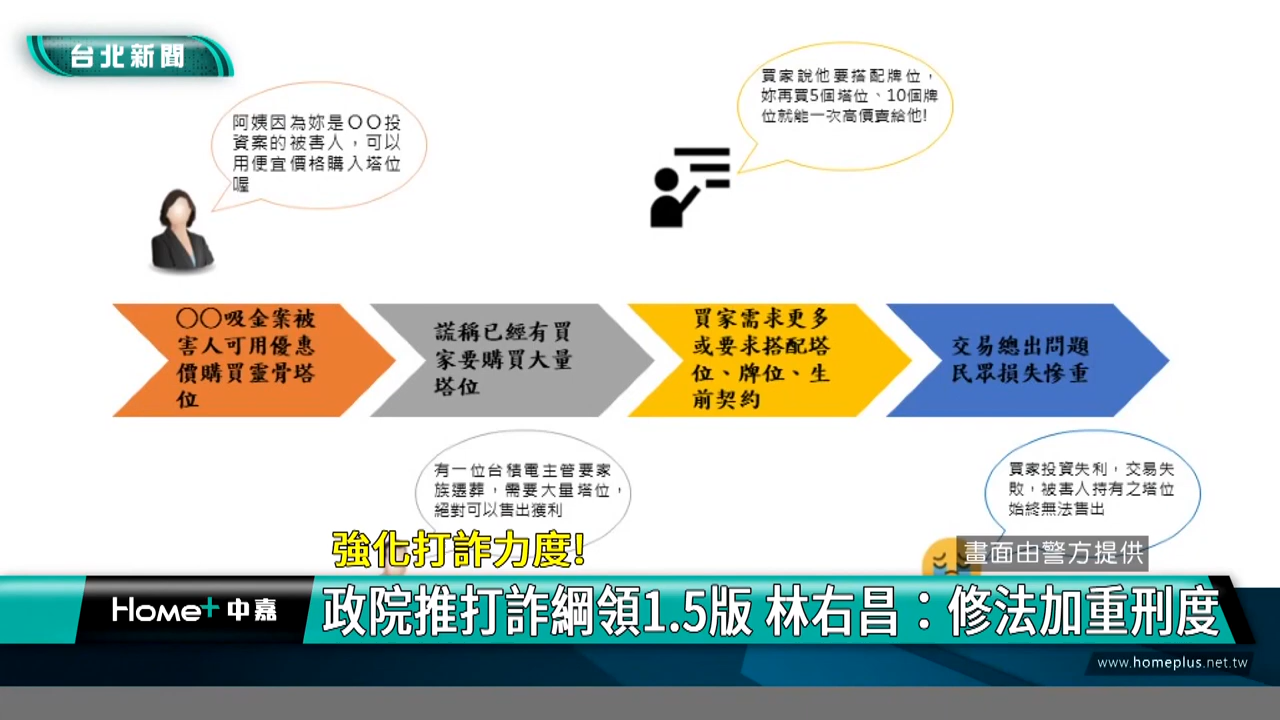 台北新聞
阿姨因為妳是〇〇投
資案的被害人，可以
用便宜價格購入塔位
喔
買家說他要搭配牌位，
妳再買5個塔位、10個牌
位就能一次高價賣給他!
〇〇吸金案被
害人可用優惠
價購買靈骨塔
位
謊稱已經有買
家要購買大量
塔位
買家需求更多
或要求搭配塔
位、牌位、生
前契約
交易總出問題
民眾損失慘重
有一位台積電主管要家
族遷葬，需要大量塔位，
絕對可以售出獲利
買家投資失利，交易失
敗，被害人持有之塔位
始終無法售出
強化打詐力度!
畫面由警方提供
Home+中嘉
政院推打詐綱領1.5版 林右昌：修法加重刑度
www.homeplus.net.tw